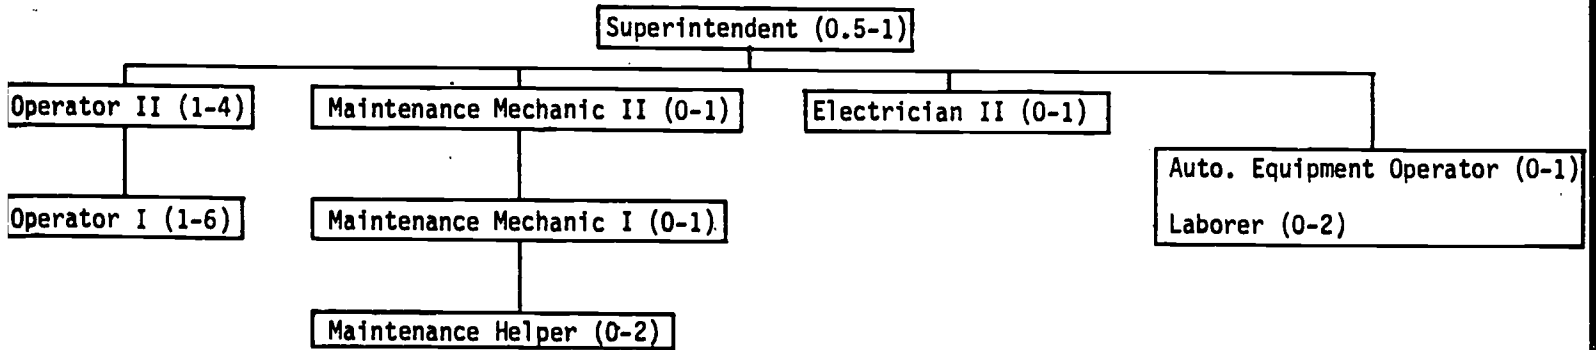 Superintendent (0.5-1)
Operator II (1-4)
Maintenance Mechanic II (0-1)
Electrician II (0-1)
Auto. Equipment Operator (0-1)
Laborer (0-2)
Operator I (1-6)
Maintenance Mechanic I (0-1)
Maintenance Helper (0-2)